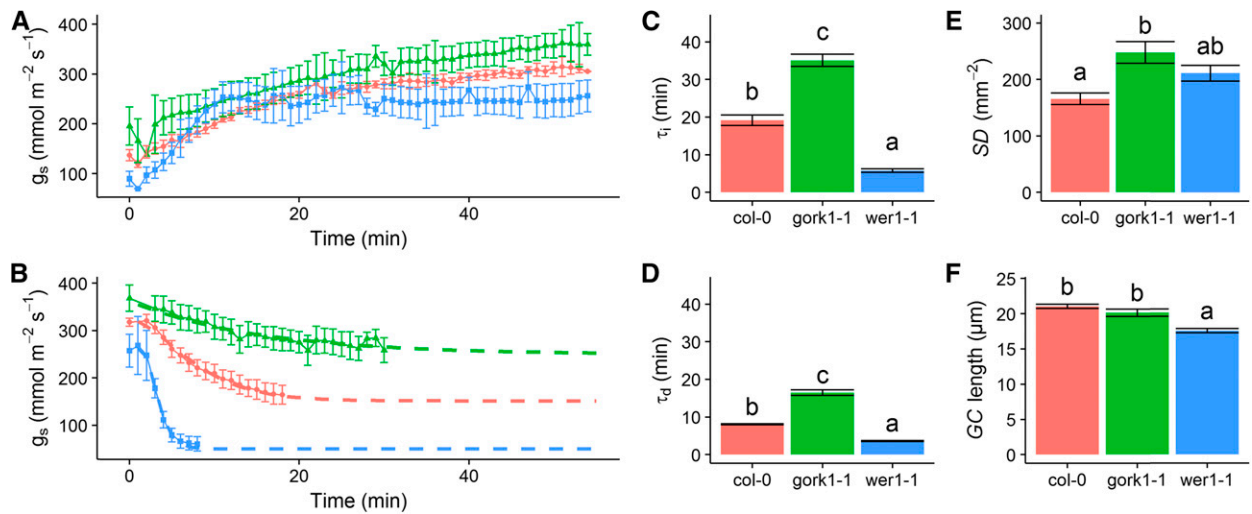 A
gₛ (mmol m⁻² s⁻¹)
400
300
200
100
0
20
40
Time (min)
B
gₛ (mmol m⁻² s⁻¹)
400
300
200
100
0
20
40
Time (min)
C
τᵢ (min)
40
30
20
10
0
b
c
a
col-0 gork1-1 wer1-1
D
τ_d (min)
40
30
20
10
0
b
c
a
col-0 gork1-1 wer1-1
E
SD (mm⁻²)
300
200
100
0
a
b
ab
col-0 gork1-1 wer1-1
F
GC length (µm)
25
20
15
10
5
0
b
b
a
col-0 gork1-1 wer1-1